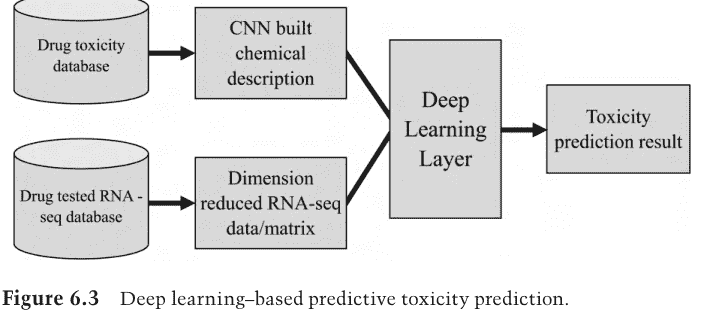 Drug toxicity
database
CNN built
chemical
description
Deep
Learning
Layer
Toxicity
prediction result
Drug tested RNA -
seq database
Dimension
reduced RNA-seq
data/matrix
Figure 6.3 Deep learning–based predictive toxicity prediction.